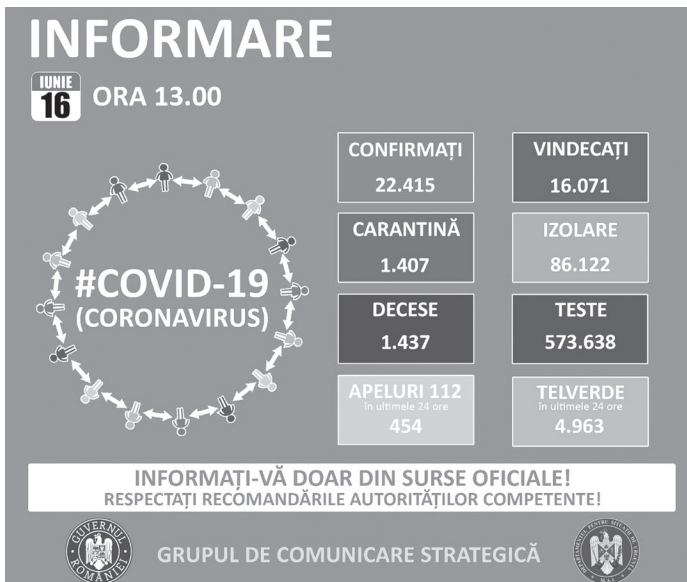 INFORMARE
IUNIE
16
ORA 13.00
CONFIRMAȚI
22.415
VINDECAȚI
16.071
CARANTINĂ
1.407
IZOLARE
86.122
#COVID-19
(CORONAVIRUS)
DECESE
1.437
TESTE
573.638
APELURI 112
în ultimele 24 ore
454
TELVERDE
în ultimele 24 ore
4.963
INFORMAȚI-VĂ DOAR DIN SURSE OFICIALE!
RESPECTAȚI RECOMANDĂRILE AUTORITĂȚILOR COMPETENTE!
GUVERNUL
ROMÂNIEI
GRUPUL DE COMUNICARE STRATEGICĂ